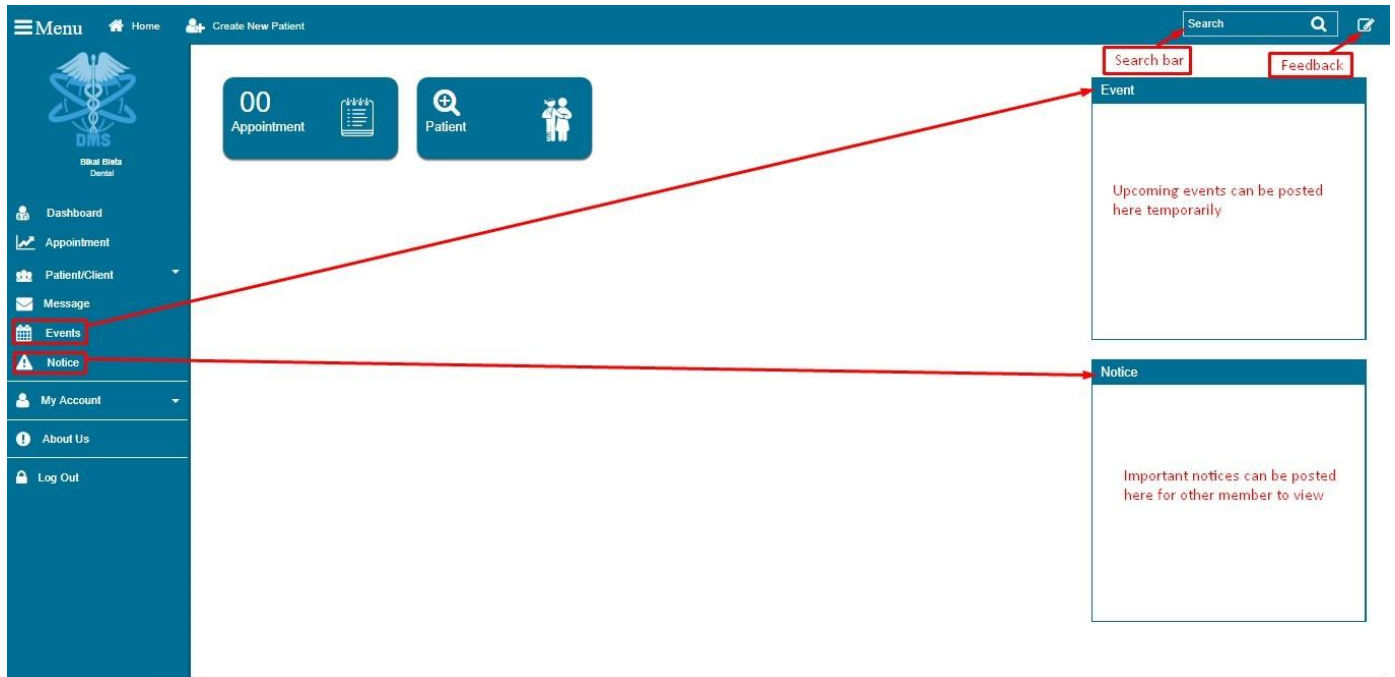 Menu
Home
Create New Patient
Search
Search bar
Feedback
DMS
Bikal Bista
Dental
Dashboard
Appointment
Patient/Client
Message
Events
Notice
My Account
About Us
Log Out
00
Appointment
Patient
Event
Upcoming events can be posted
here temporarily
Notice
Important notices can be posted
here for other member to view